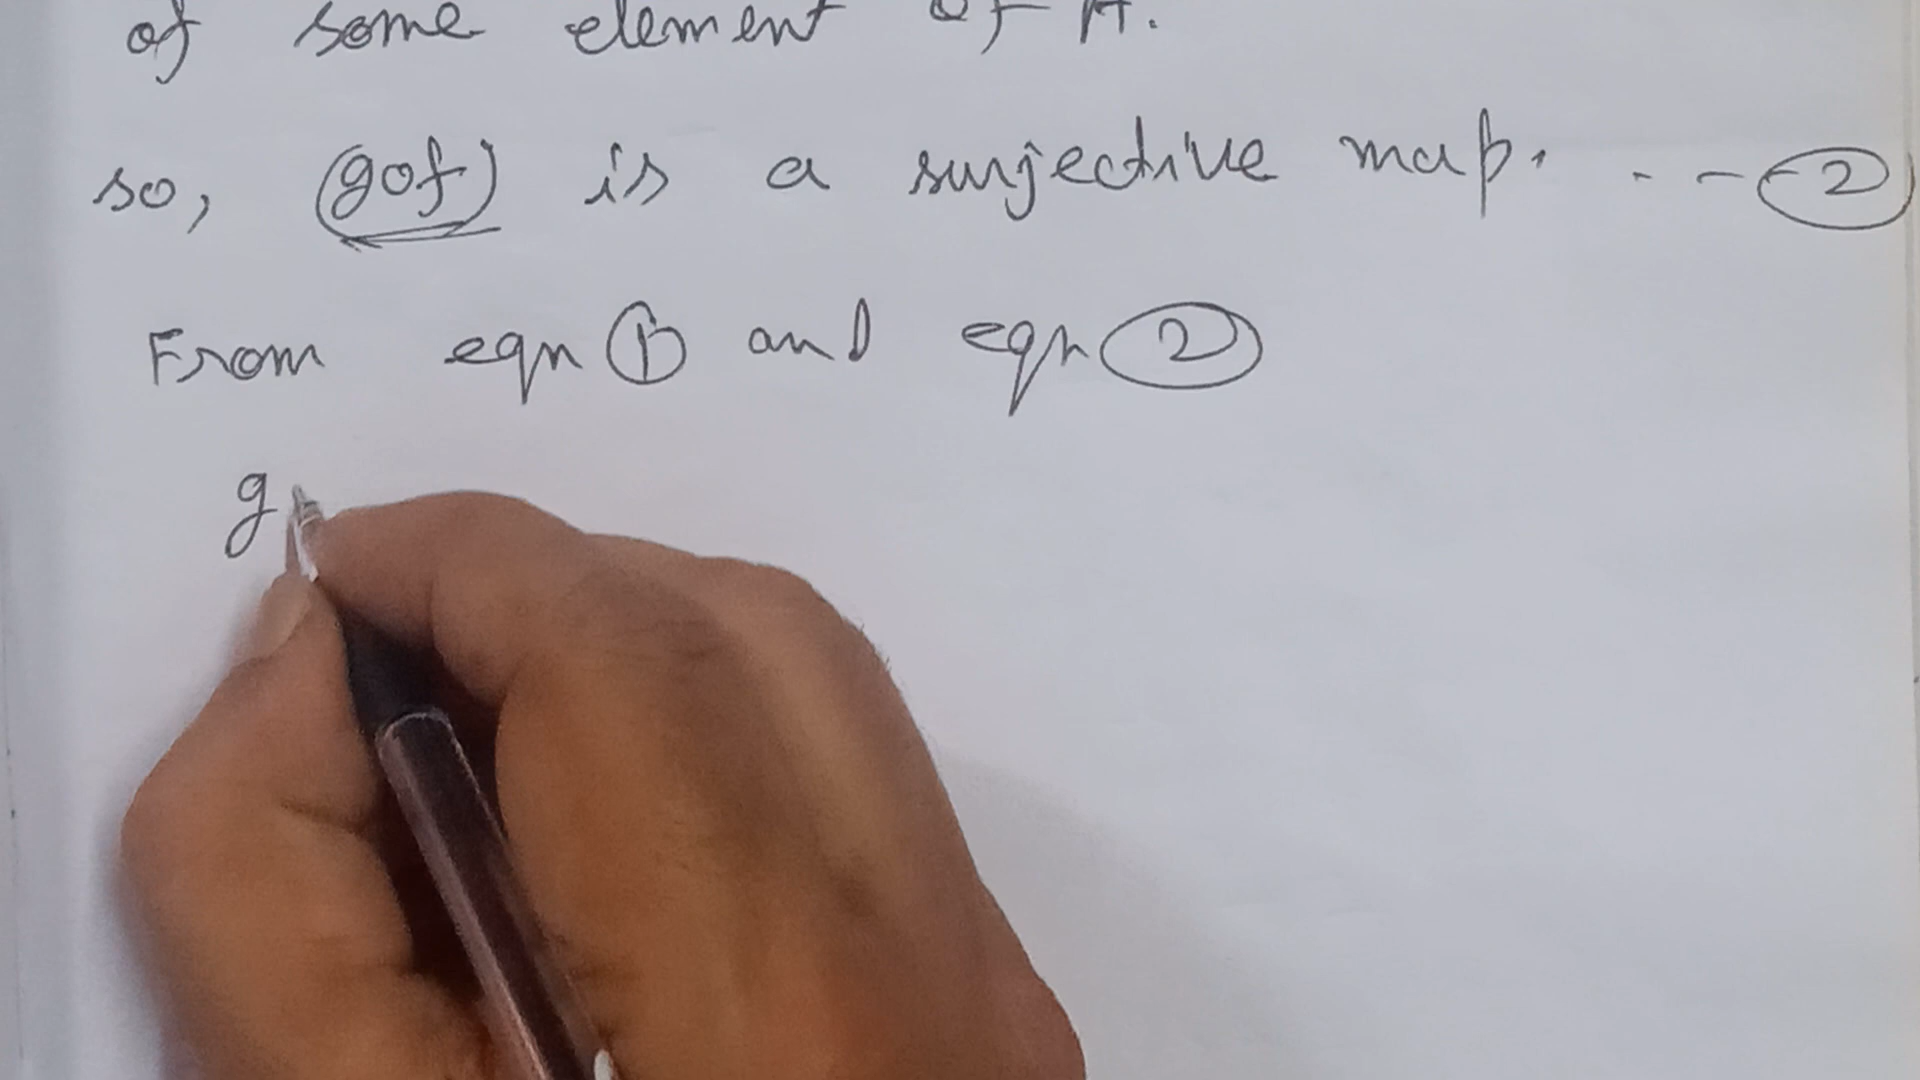 of some element of A.
so, (gof) is a surjective map. - - - 2
From eqn 1 and eqn 2
g